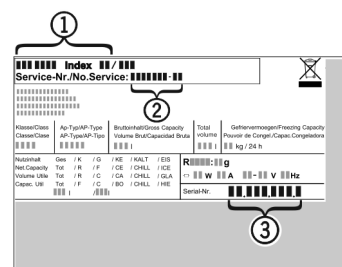 1
Index /
Service-Nr./No.Service: -
2
Klasse/Class Ap-Typ/AP-Type Bruttoinhalt/Gross Capacity Total Gefriervermoegen/Freezing Capacity
Classe/Clase AP-Type/AP-Tipo Volume Brut/Capacidad Bruta volume Pouvoir de Congel./Capac.Congeladora
l l kg / 24 h
Nutzinhalt Ges / K / G / KE / KALT / EIS
Net.Capacity Tot / R / F / CE / CHILL / ICE
Volume Utile Tot / R / C / CA / CHILL / GLA
Capac. Util Tot / F / C / BO / CHILL / HIE
l / l
R : g
W A - V Hz
Serial-Nr. . . .
3